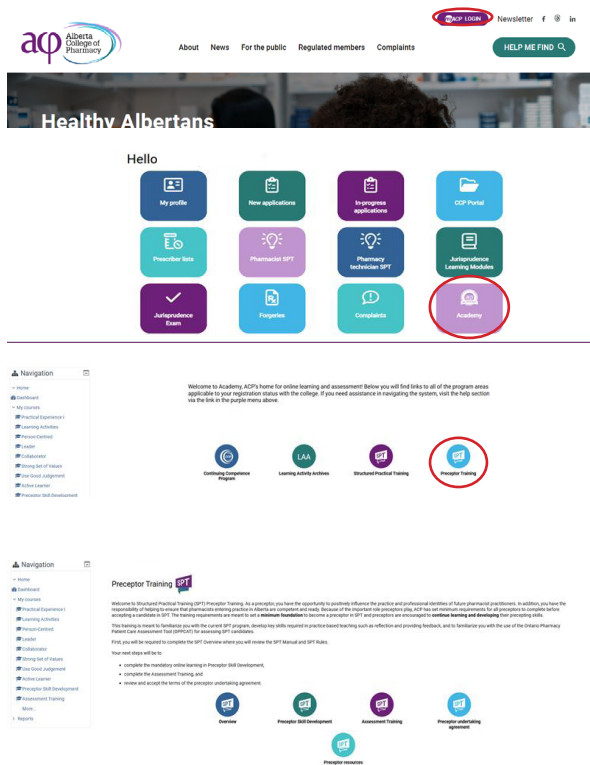 myACP LOGIN Newsletter f in
acp Alberta
College of
Pharmacy
About News For the public Regulated members Complaints
HELP ME FIND
Healthy Albertans
Hello
My profile
New applications
In-progress
applications
CCP Portal
Prescriber lists
Pharmacist SPT
Pharmacy
technician SPT
Jurisprudence
Learning Modules
Jurisprudence
Exam
Forgeries
Complaints
Academy
Navigation
Home
Dashboard
My courses
Practical Experience I
Learning Activities
Person-Centred
Leader
Collaborator
Strong Set of Values
Use Good Judgement
Active Learner
Preceptor Skill Development
Welcome to Academy, ACP's home for online learning and assessment! Below you will find links to all of the program areas
applicable to your registration status with the college. If you need assistance in navigating the system, visit the help section
via the link in the purple menu above.
CCP
Continuing Competence
Program
LAA
Learning Activity Archives
SPT
Structured Practical Training
SPT
Preceptor Training
Navigation
Home
Dashboard
My courses
Practical Experience I
Learning Activities
Person-Centred
Leader
Collaborator
Strong Set of Values
Use Good Judgement
Active Learner
Preceptor Skill Development
Assessment Training
More...
Reports
Preceptor Training SPT
Welcome to Structured Practical Training (SPT) Preceptor Training. As a preceptor, you have the opportunity to positively influence the practice and professional identities of future pharmacist practitioners. In addition, you have the
responsibility of helping to ensure that pharmacists entering practice in Alberta are competent and ready. Because of the important role preceptors play, ACP has set minimum requirements for all preceptors to complete before
accepting a candidate in SPT. The training requirements are meant to set a minimum foundation to become a preceptor in SPT and preceptors are encouraged to continue learning and developing their skills.
This training is meant to familiarize you with the current SPT program, develop key skills required in practice-based teaching such as reflection and providing feedback, and to familiarize you with the use of the Ontario Pharmacy
Patient Care Assessment Tool (OPPCAT) for assessing SPT candidates.
First, you will be required to complete the SPT Overview where you will review the SPT Manual and SPT Rules.
Your next steps will be to
• complete the mandatory online learning in Preceptor Skill Development,
• complete the Assessment Training, and
• review and accept the terms of the preceptor undertaking agreement.
SPT
Overview
SPT
Preceptor Skill Development
SPT
Assessment Training
SPT
Preceptor undertaking
agreement
SPT
Preceptor resources